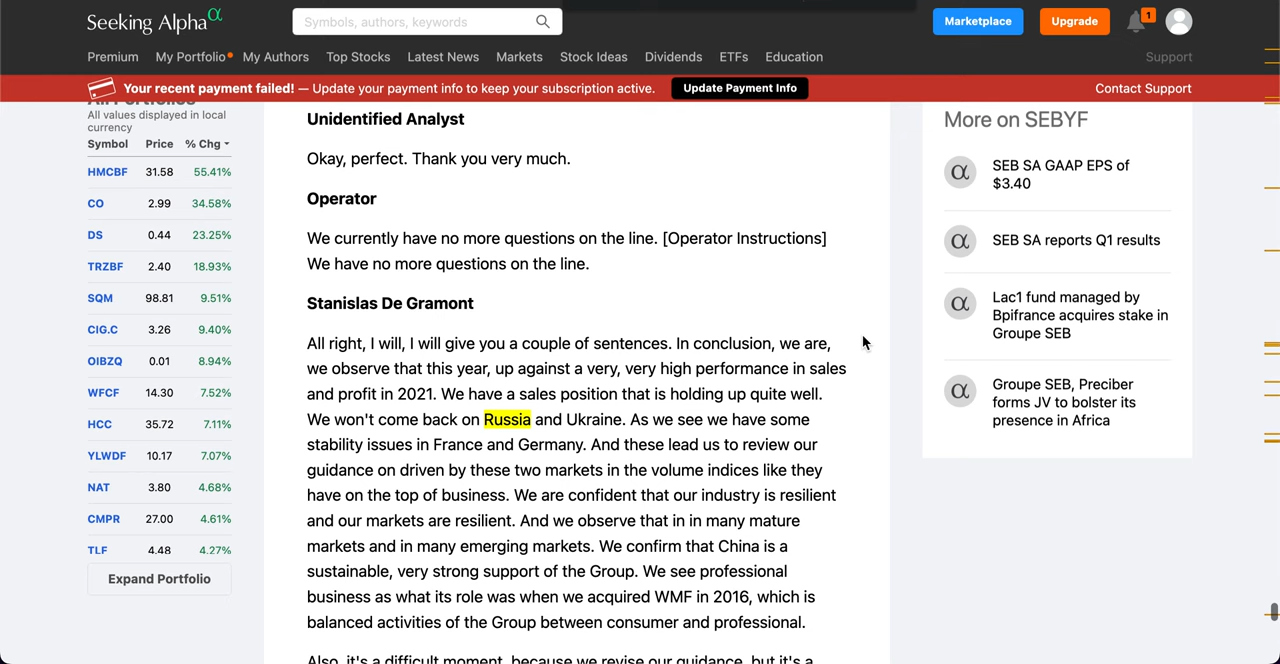 Seeking Alpha α
Symbols, authors, keywords
Marketplace
Upgrade
1
Premium
My Portfolio
My Authors
Top Stocks
Latest News
Markets
Stock Ideas
Dividends
ETFs
Education
Support
Your recent payment failed! — Update your payment info to keep your subscription active.
Update Payment Info
Contact Support
All Portfolios
All values displayed in local
currency
Symbol Price % Chg
HMCBF 31.58 55.41%
CO 2.99 34.58%
DS 0.44 23.25%
TRZBF 2.40 18.93%
SQM 98.81 9.51%
CIG.C 3.26 9.40%
OIBZQ 0.01 8.94%
WFCF 14.30 7.52%
HCC 35.72 7.11%
YLWDF 10.17 7.07%
NAT 3.80 4.68%
CMPR 27.00 4.61%
TLF 4.48 4.27%
Expand Portfolio
Unidentified Analyst
Okay, perfect. Thank you very much.
Operator
We currently have no more questions on the line. [Operator Instructions]
We have no more questions on the line.
Stanislas De Gramont
All right, I will, I will give you a couple of sentences. In conclusion, we are,
we observe that this year, up against a very, very high performance in sales
and profit in 2021. We have a sales position that is holding up quite well.
We won't come back on Russia and Ukraine. As we see we have some
stability issues in France and Germany. And these lead us to review our
guidance on driven by these two markets in the volume indices like they
have on the top of business. We are confident that our industry is resilient
and our markets are resilient. And we observe that in in many mature
markets and in many emerging markets. We confirm that China is a
sustainable, very strong support of the Group. We see professional
business as what its role was when we acquired WMF in 2016, which is
balanced activities of the Group between consumer and professional.
Also, it's a difficult moment, because we revise our guidance, but it's a
More on SEBYF
α
SEB SA GAAP EPS of
$3.40
α
SEB SA reports Q1 results
α
Lac1 fund managed by
Bpifrance acquires stake in
Groupe SEB
α
Groupe SEB, Preciber
forms JV to bolster its
presence in Africa